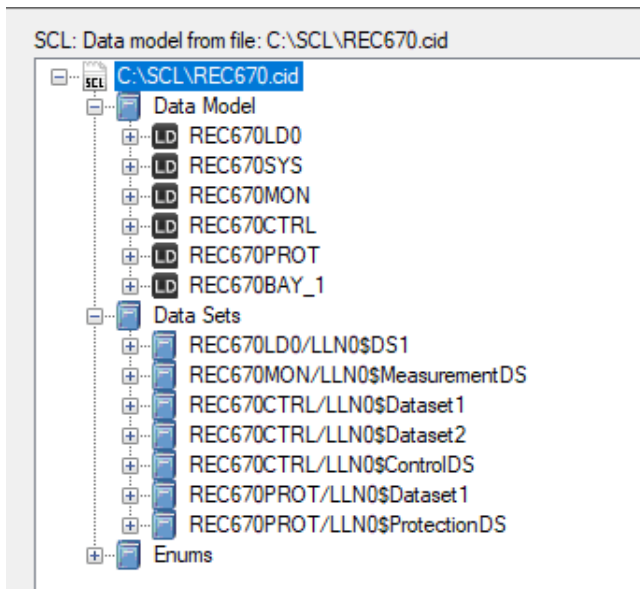 SCL: Data model from file: C:\SCL\REC670.cid
SCL C:\SCL\REC670.cid
Data Model
LD REC670LD0
LD REC670SYS
LD REC670MON
LD REC670CTRL
LD REC670PROT
LD REC670BAY_1
Data Sets
REC670LD0/LLN0$DS1
REC670MON/LLN0$MeasurementDS
REC670CTRL/LLN0$Dataset1
REC670CTRL/LLN0$Dataset2
REC670CTRL/LLN0$ControlDS
REC670PROT/LLN0$Dataset1
REC670PROT/LLN0$ProtectionDS
Enums